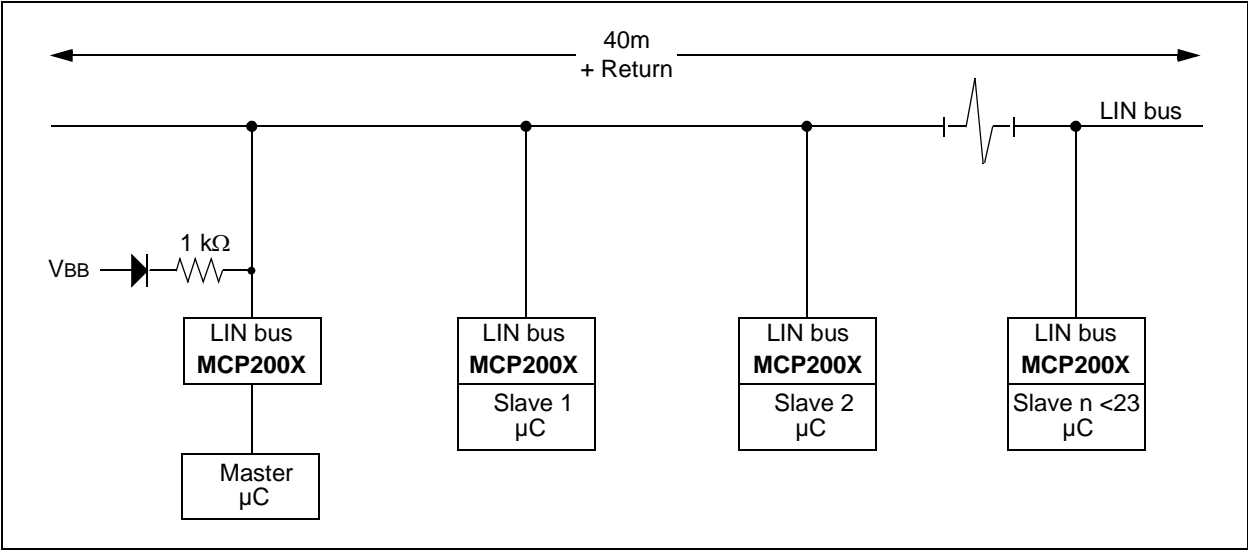 40m
+ Return
LIN bus
1 kΩ
VBB
LIN bus
MCP200X
LIN bus
MCP200X
LIN bus
MCP200X
LIN bus
MCP200X
Slave 1
µC
Slave 2
µC
Slave n <23
µC
Master
µC